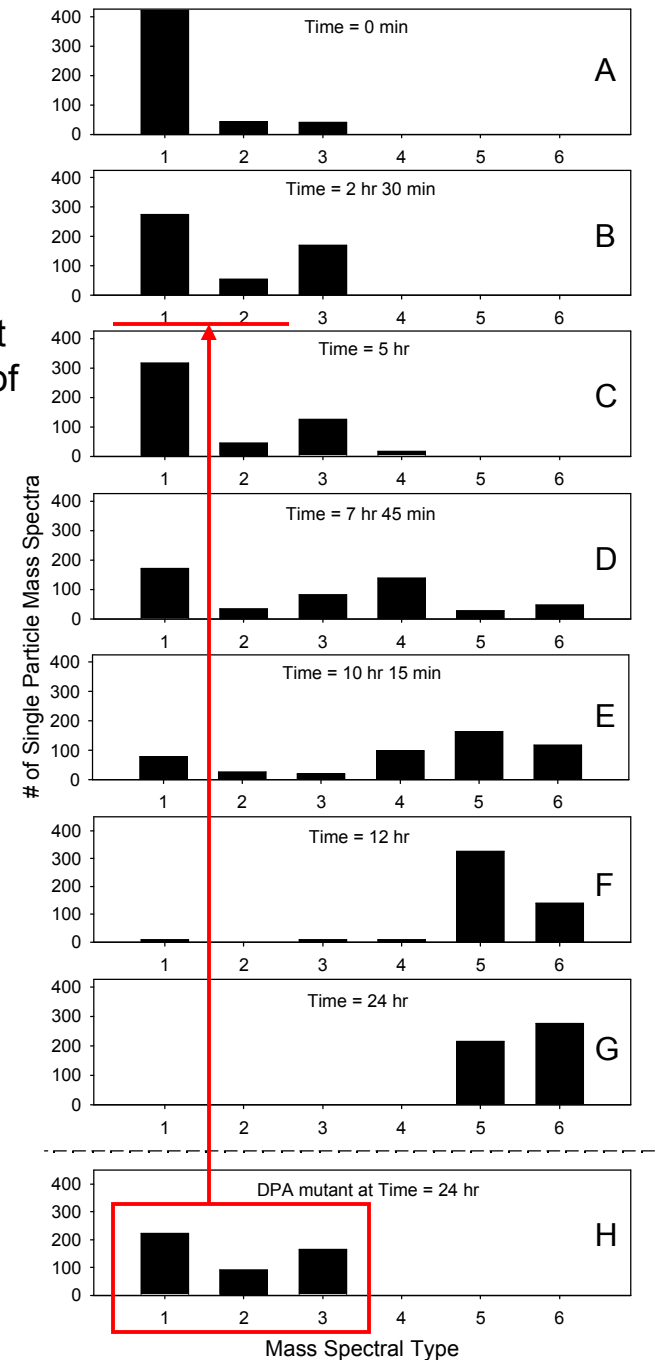 400
300
200
100
0
Time = 0 min
A
1 2 3 4 5 6
400
300
200
100
0
Time = 2 hr 30 min
B
1 2 3 4 5 6
t
of
400
300
200
100
0
Time = 5 hr
C
1 2 3 4 5 6
# of Single Particle Mass Spectra
400
300
200
100
0
Time = 7 hr 45 min
D
1 2 3 4 5 6
400
300
200
100
0
Time = 10 hr 15 min
E
1 2 3 4 5 6
400
300
200
100
0
Time = 12 hr
F
1 2 3 4 5 6
400
300
200
100
0
Time = 24 hr
G
1 2 3 4 5 6
400
300
200
100
0
DPA mutant at Time = 24 hr
H
1 2 3 4 5 6
Mass Spectral Type